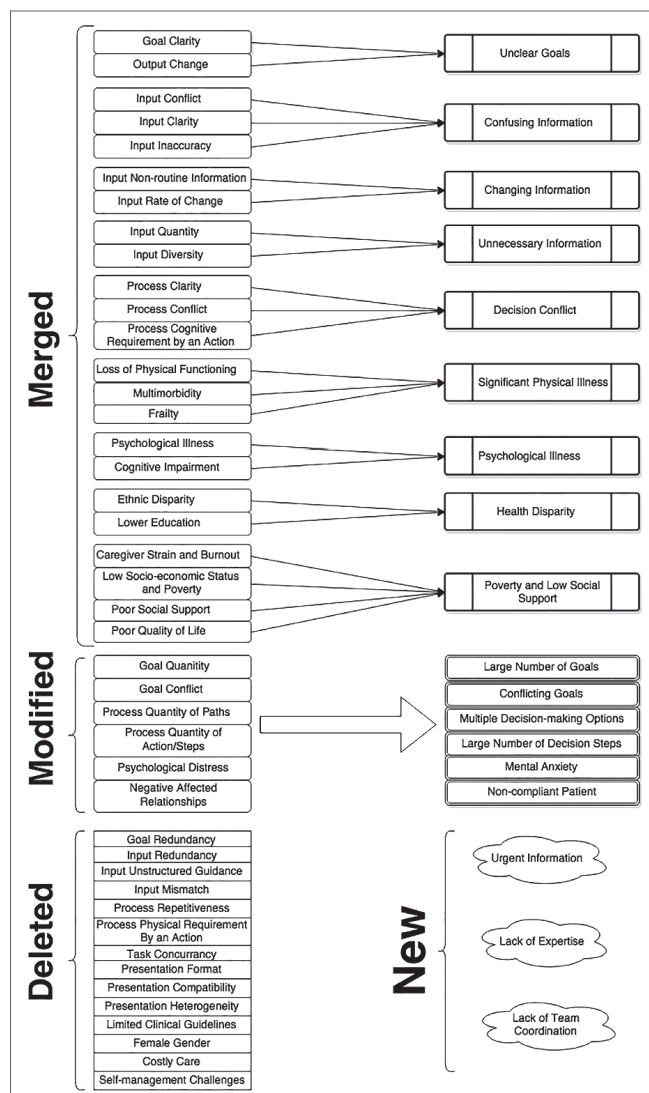 Merged
Goal Clarity
Output Change
Unclear Goals
Input Conflict
Input Clarity
Input Inaccuracy
Confusing Information
Input Non-routine Information
Input Rate of Change
Changing Information
Input Quantity
Input Diversity
Unnecessary Information
Process Clarity
Process Conflict
Process Cognitive
Requirement by an Action
Decision Conflict
Loss of Physical Functioning
Multimorbidity
Frailty
Significant Physical Illness
Psychological Illness
Cognitive Impairment
Psychological Illness
Ethnic Disparity
Lower Education
Health Disparity
Caregiver Strain and Burnout
Low Socio-economic Status
and Poverty
Poor Social Support
Poor Quality of Life
Poverty and Low Social
Support
Modified
Goal Quanitity
Goal Conflict
Process Quantity of Paths
Process Quantity of
Action/Steps
Psychological Distress
Negative Affected
Relationships
Large Number of Goals
Conflicting Goals
Multiple Decision-making Options
Large Number of Decision Steps
Mental Anxiety
Non-compliant Patient
Deleted
Goal Redundancy
Input Redundancy
Input Unstructured Guidance
Input Mismatch
Process Repetitiveness
Process Physical Requirement
By an Action
Task Concurrancy
Presentation Format
Presentation Compatibility
Presentation Heterogeneity
Limited Clinical Guidelines
Female Gender
Costly Care
Self-management Challenges
New
Urgent Information
Lack of Expertise
Lack of Team
Coordination